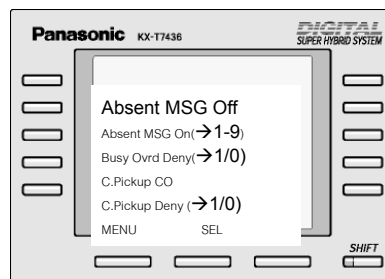 Panasonic KX-T7436
DIGITAL
SUPER HYBRID SYSTEM
Absent MSG Off
Absent MSG On(→1-9)
Busy Ovrd Deny(→1/0)
C.Pickup CO
C.Pickup Deny (→1/0)
MENU SEL
SHIFT